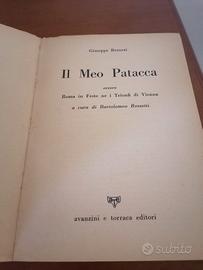 Giuseppe Berneri
Il Meo Patacca
ovvero
Roma in Feste ne i Trionfi di Vienna
a cura di Bartolomeo Rossetti
avanzini e torraca editori
subito